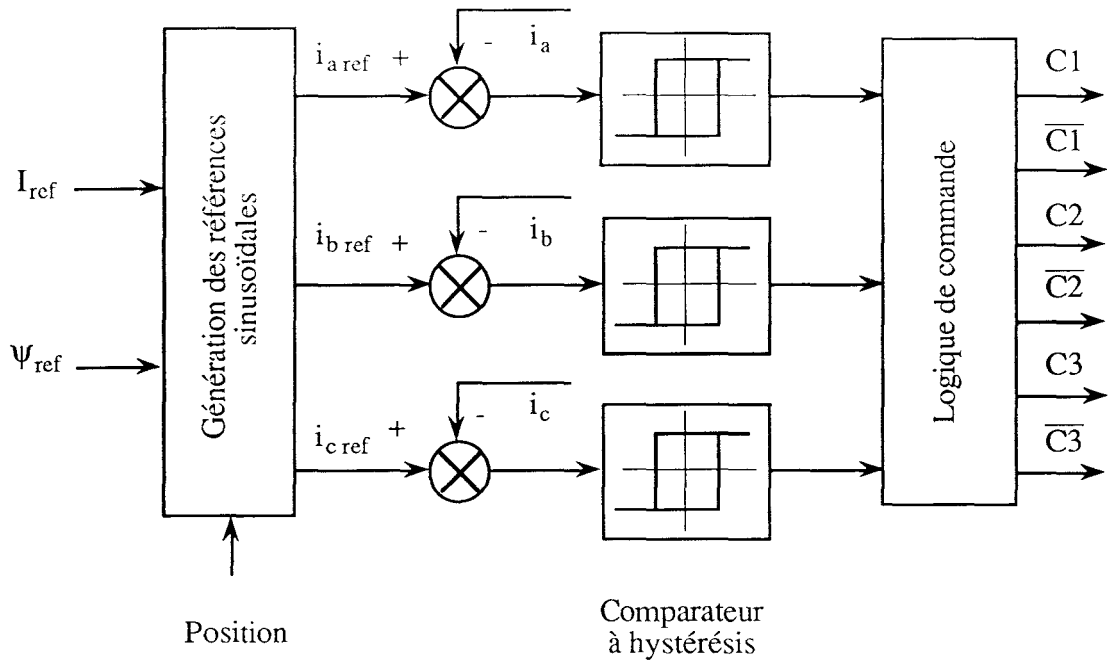 i_a
i_a ref +
-
C1
C1̅
I_ref
Génération des références
sinusoïdales
i_b ref +
-
i_b
Logique de commande
C2
C2̅
Ψ_ref
i_c ref +
-
i_c
C3
C3̅
Position
Comparateur
à hystérésis